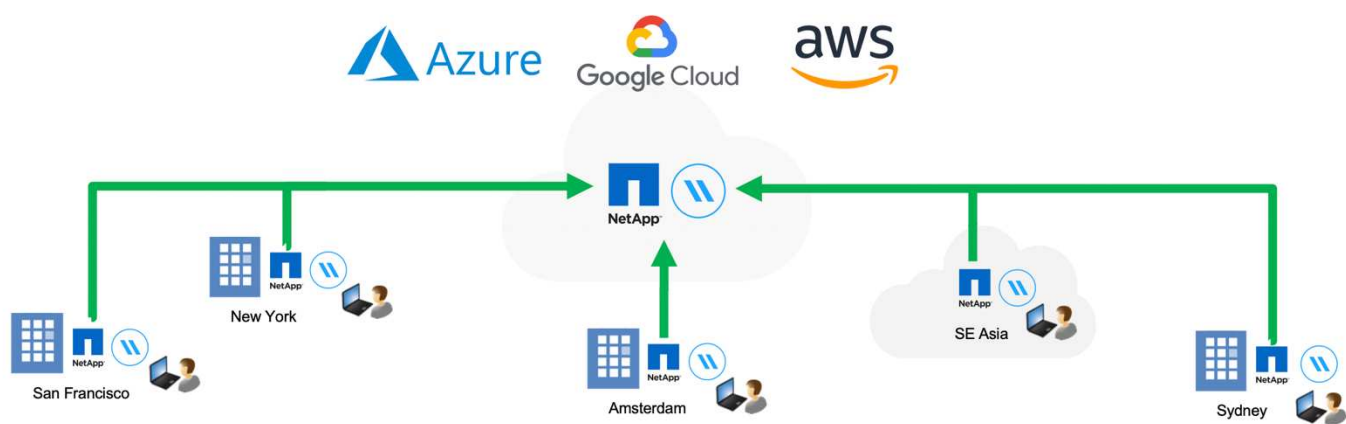 Azure
Google Cloud
aws
NetApp
NetApp
New York
NetApp
SE Asia
NetApp
San Francisco
NetApp
Amsterdam
NetApp
Sydney